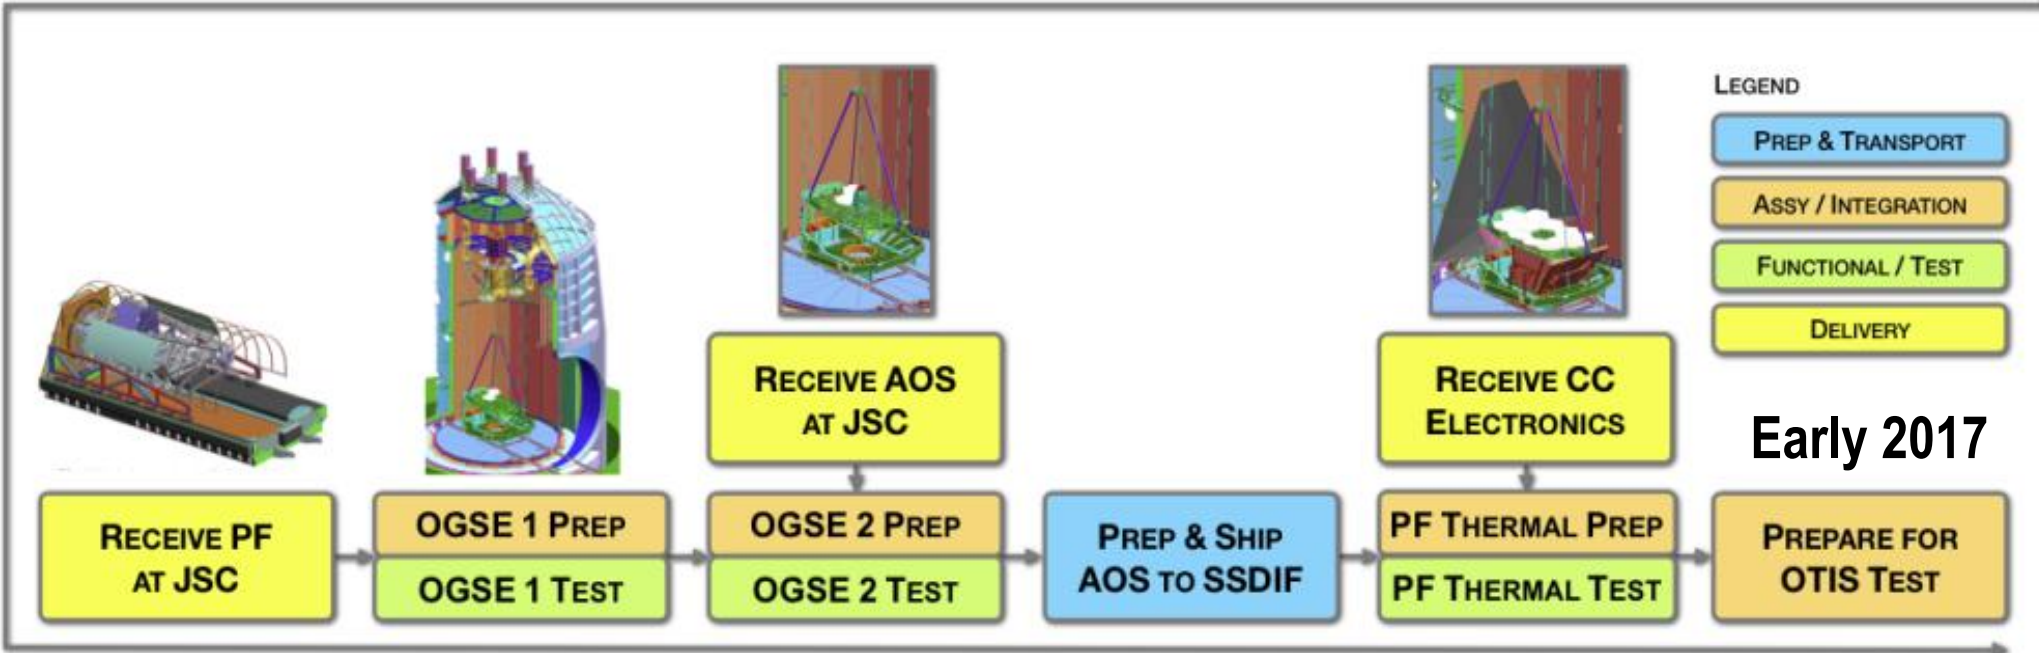 LEGEND
PREP & TRANSPORT
ASSY / INTEGRATION
FUNCTIONAL / TEST
DELIVERY
RECEIVE AOS
AT JSC
RECEIVE CC
ELECTRONICS
Early 2017
RECEIVE PF
AT JSC
OGSE 1 PREP
OGSE 1 TEST
OGSE 2 PREP
OGSE 2 TEST
PREP & SHIP
AOS TO SSDIF
PF THERMAL PREP
PF THERMAL TEST
PREPARE FOR
OTIS TEST